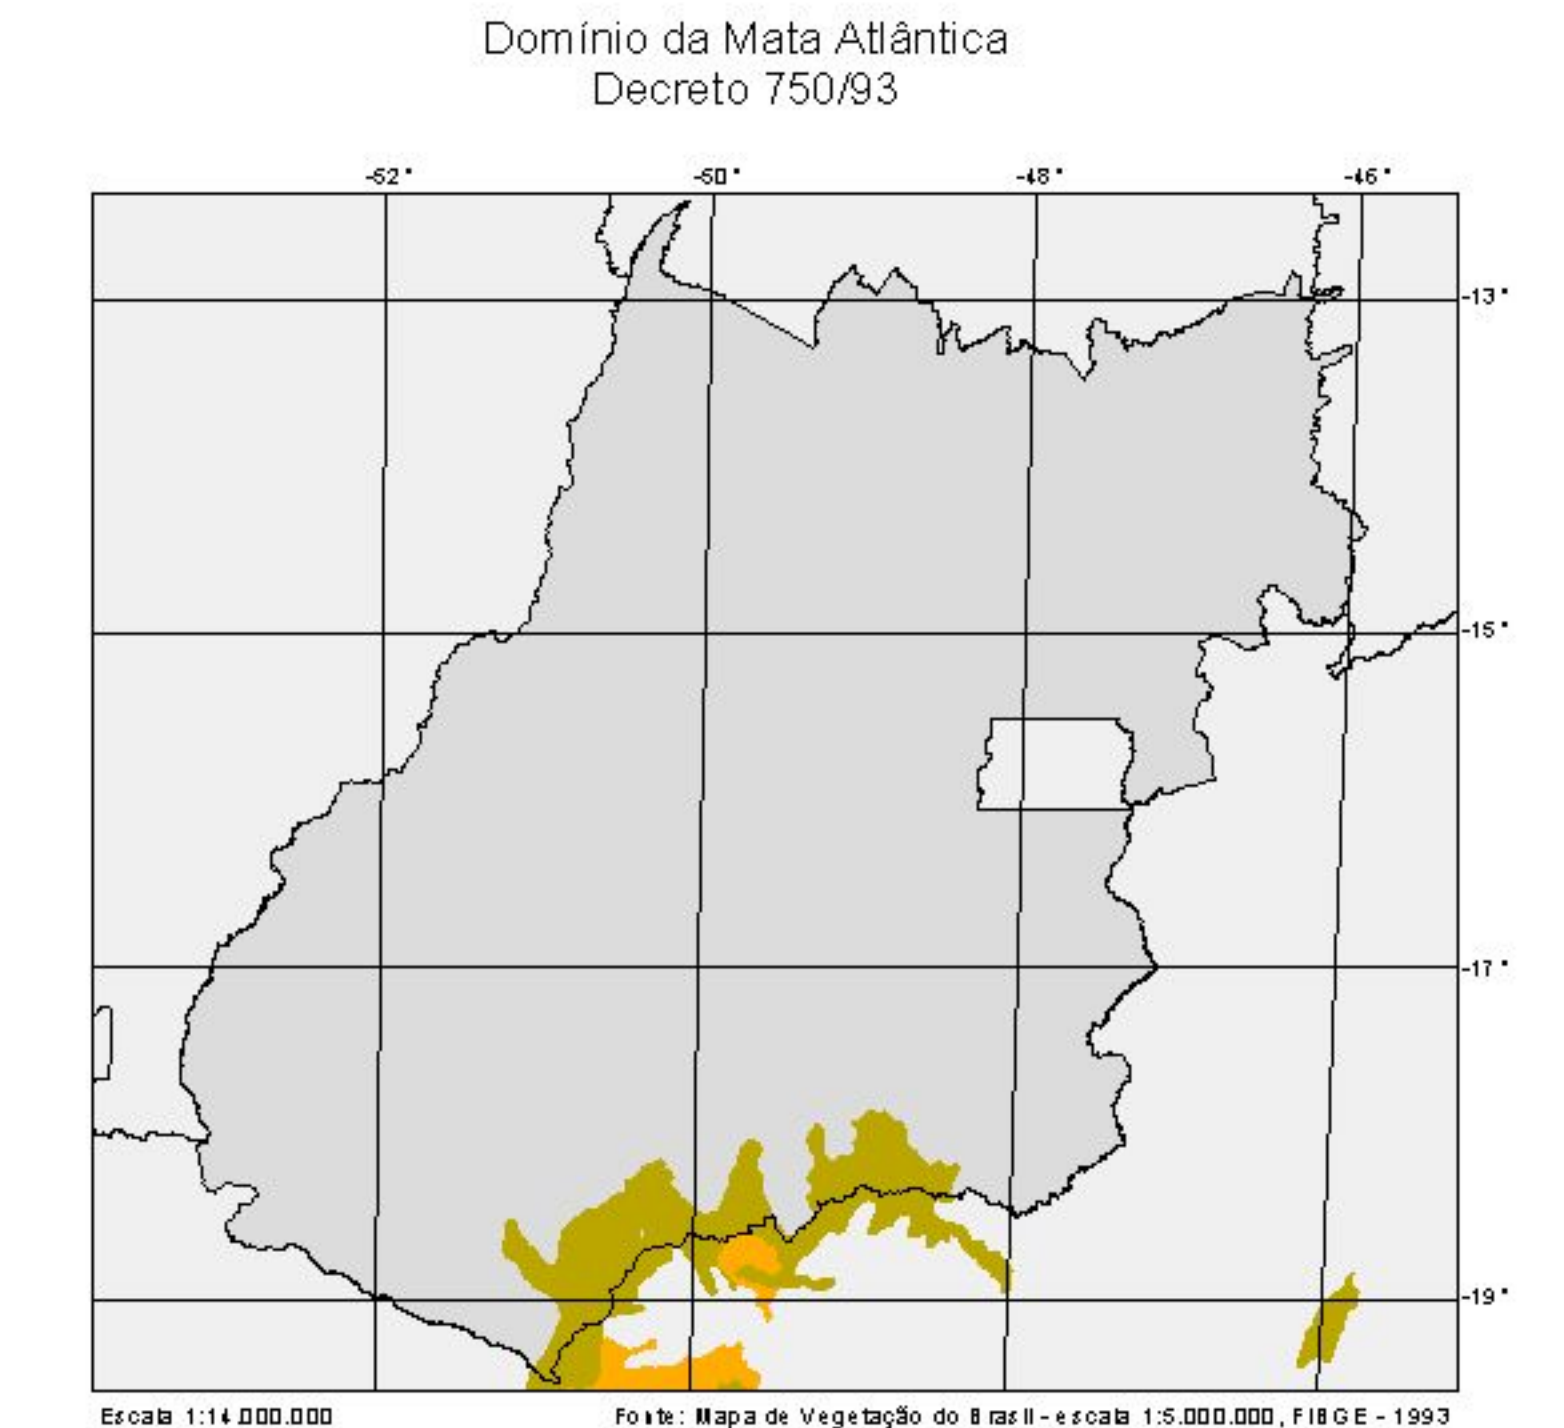 Domínio da Mata Atlântica
Decreto 750/93
-52° -50° -48° -46°
-13°
-15°
-17°
-19°
Escala 1:14.000.000 Fonte: Mapa de Vegetação do Brasil - escala 1:5.000.000, FIBGE - 1993